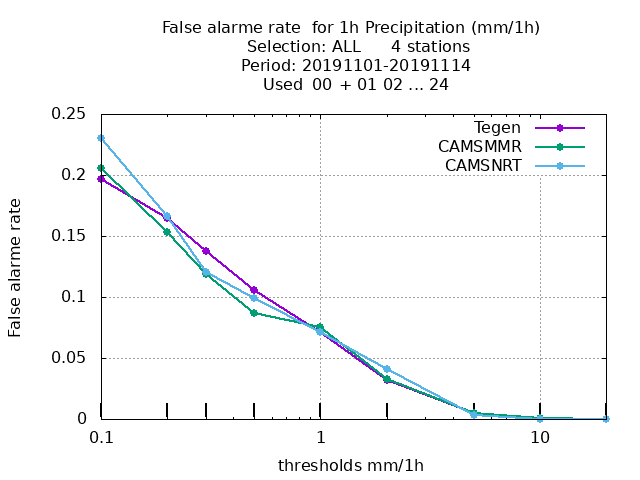 False alarme rate  for 1h Precipitation (mm/1h)
Selection: ALL      4 stations
Period: 20191101-20191114
Used  00  + 01 02 ... 24
Tegen
CAMSMMR
CAMSNRT
0.25
0.2
0.15
0.1
0.05
0
False alarme rate
0.1
1
10
thresholds mm/1h